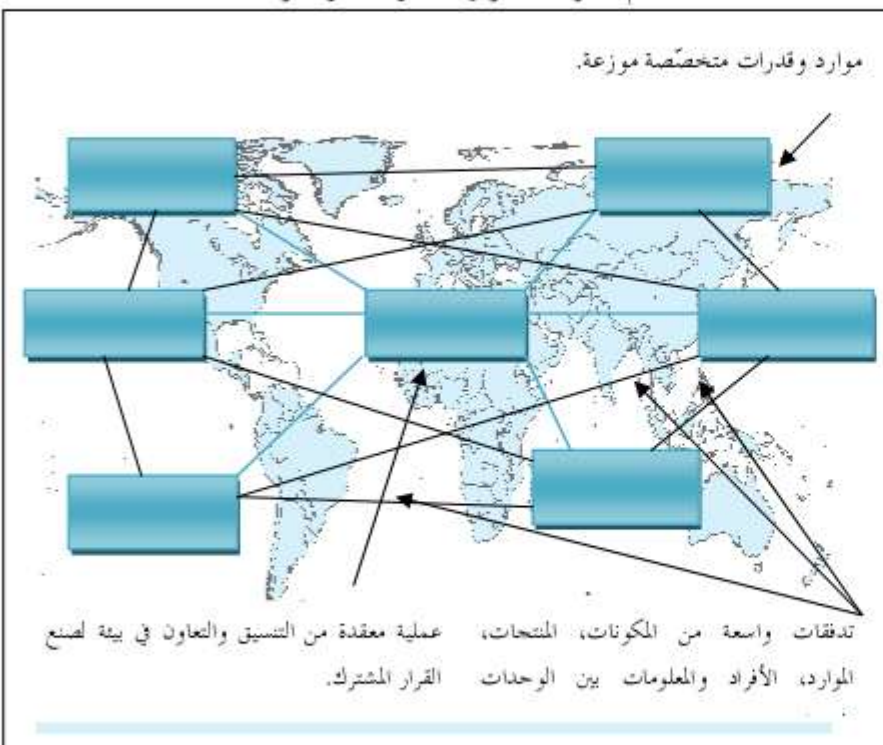 موارد وقدرات متخصّصة موزعة.
تدفقات واسعة من المكونات، المنتجات،
الموارد، الأفراد والمعلومات بين الوحدات
عملية معقدة من التنسيق والتعاون في بيئة لصنع
القرار المشترك.